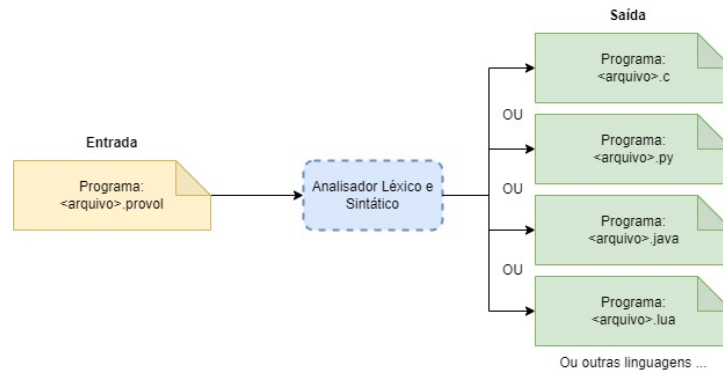 Entrada
Programa:
<arquivo>.provol
Analisador Léxico e
Sintático
Saída
Programa:
<arquivo>.c
OU
Programa:
<arquivo>.py
OU
Programa:
<arquivo>.java
OU
Programa:
<arquivo>.lua
Ou outras linguagens ...